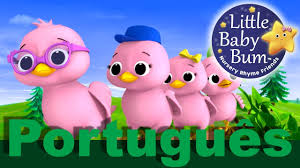 LITTLE
BABY
BUM
NURSERY RHYME FRIENDS
Português